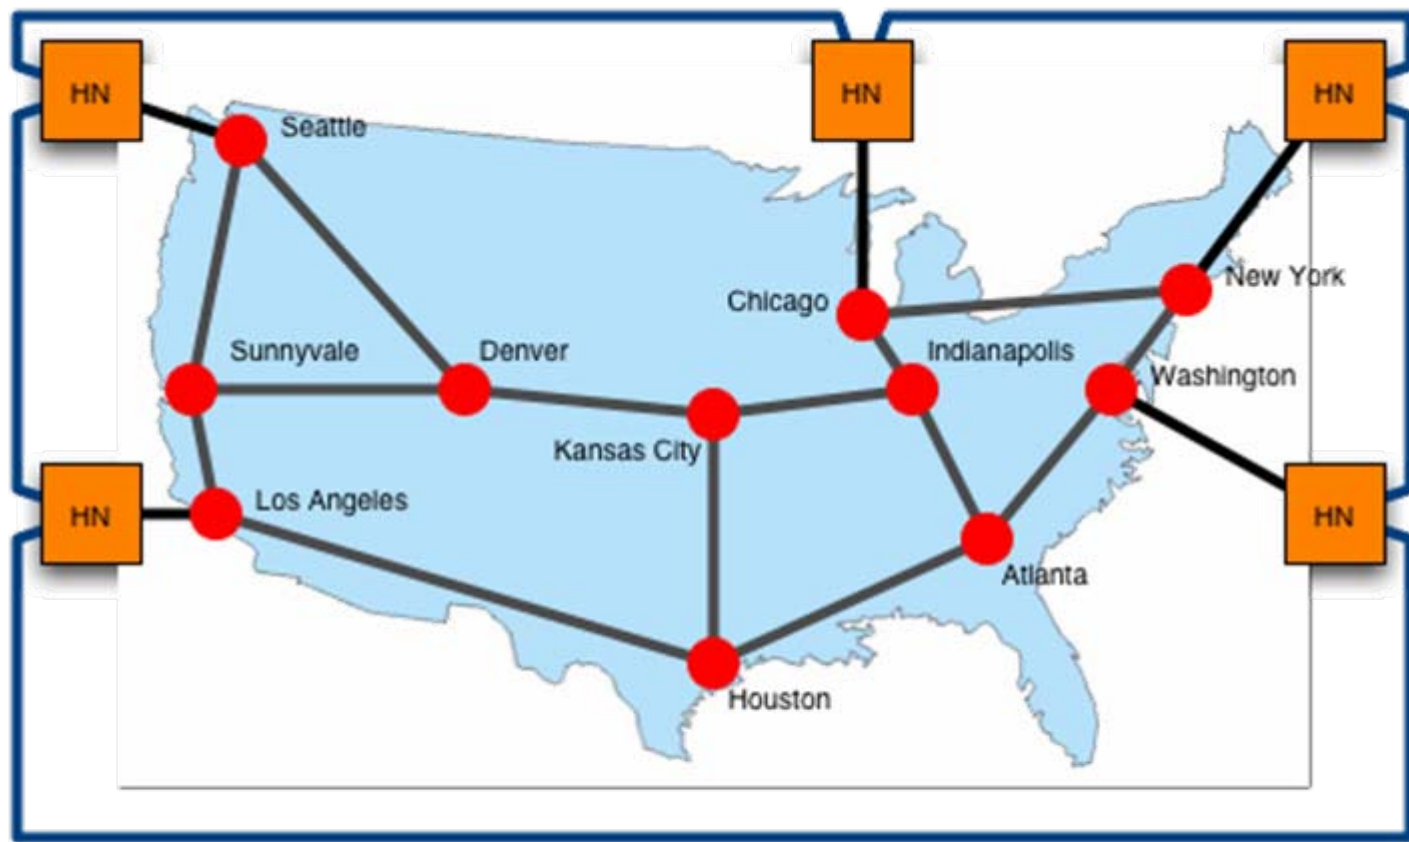 HN
HN
HN
Seattle
New York
Chicago
Sunnyvale
Denver
Indianapolis
Washington
Kansas City
Los Angeles
HN
HN
Atlanta
Houston